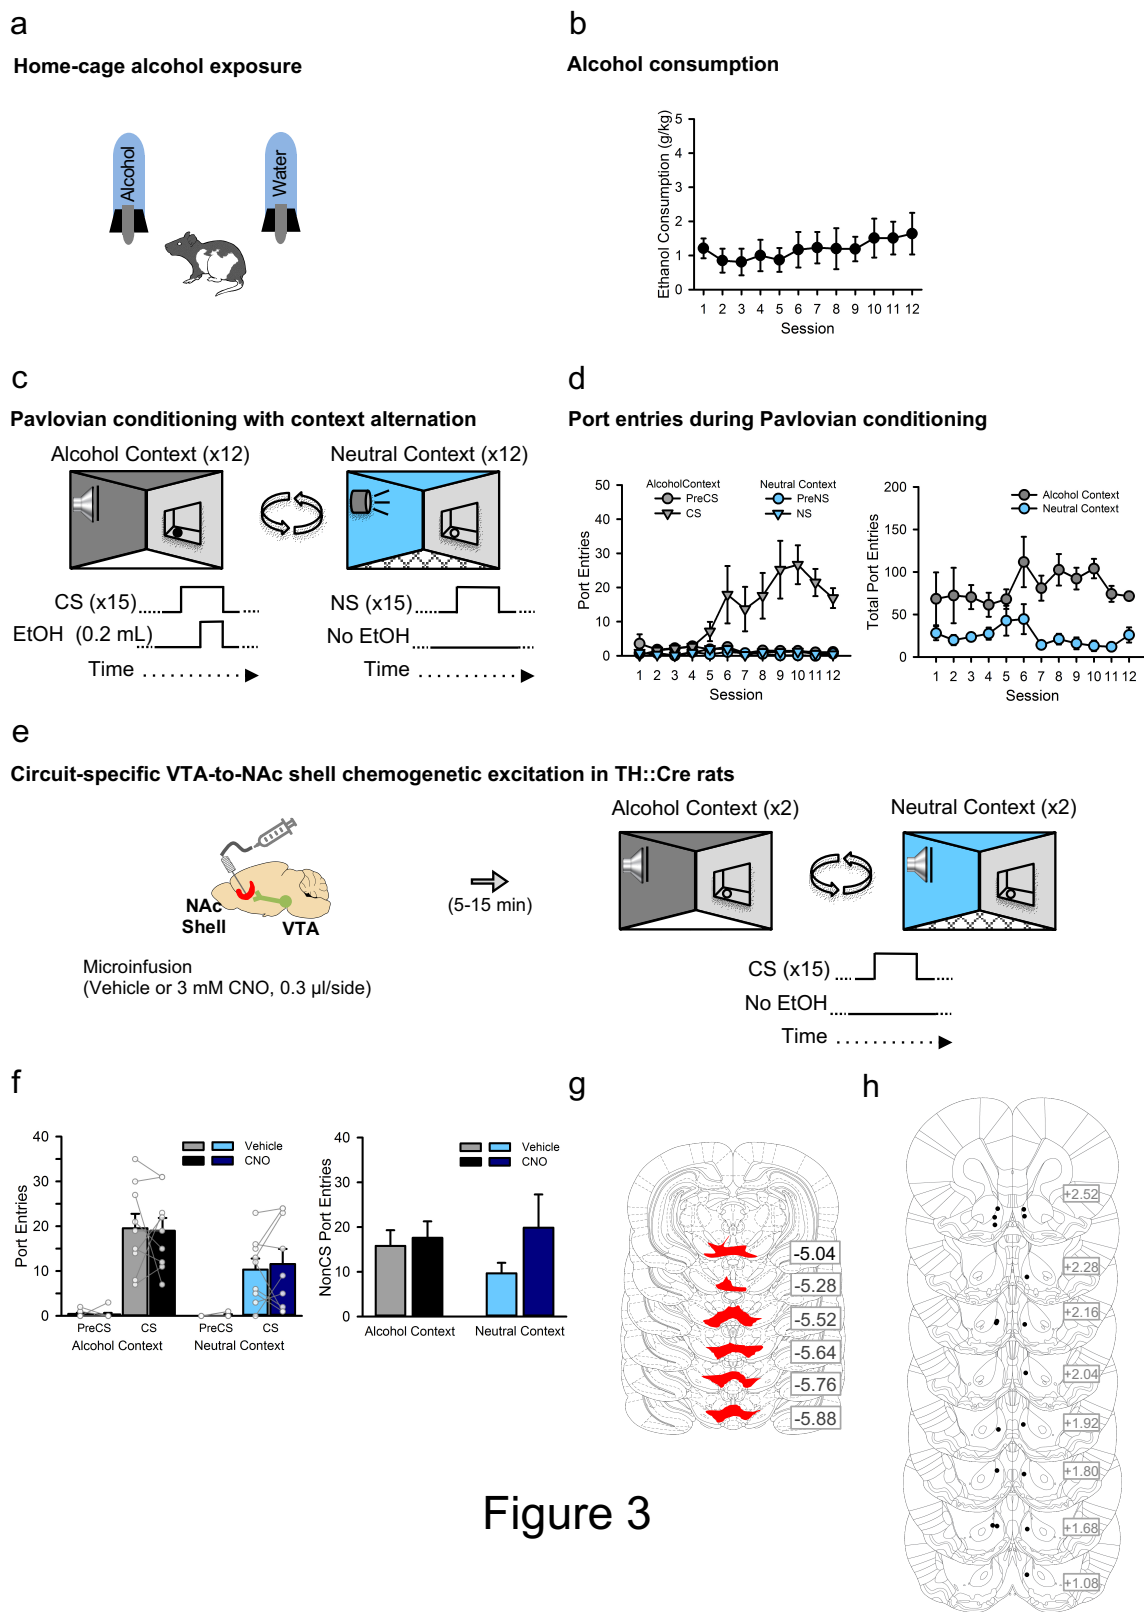 a
Home-cage alcohol exposure
Alcohol
Water
b
Alcohol consumption
Ethanol Consumption (g/kg)
5
4
3
2
1
0
1 2 3 4 5 6 7 8 9 10 11 12
Session
c
Pavlovian conditioning with context alternation
Alcohol Context (x12)
Neutral Context (x12)
CS (x15)
EtOH (0.2 mL)
Time
NS (x15)
No EtOH
Time
d
Port entries during Pavlovian conditioning
Port Entries
50
40
30
20
10
0
AlcoholContext
PreCS
CS
Neutral Context
PreNS
NS
1 2 3 4 5 6 7 8 9 10 11 12
Session
Total Port Entries
200
150
100
50
0
Alcohol Context
Neutral Context
1 2 3 4 5 6 7 8 9 10 11 12
Session
e
Circuit-specific VTA-to-NAc shell chemogenetic excitation in TH::Cre rats
NAc
Shell
VTA
Microinfusion
(Vehicle or 3 mM CNO, 0.3 µl/side)
(5-15 min)
Alcohol Context (x2)
Neutral Context (x2)
CS (x15)
No EtOH
Time
f
Port Entries
40
30
20
10
0
Vehicle
CNO
PreCS CS PreCS CS
Alcohol Context Neutral Context
NonCS Port Entries
40
30
20
10
0
Vehicle
CNO
Alcohol Context Neutral Context
g
-5.04
-5.28
-5.52
-5.64
-5.76
-5.88
h
+2.52
+2.28
+2.16
+2.04
+1.92
+1.80
+1.68
+1.08
Figure 3